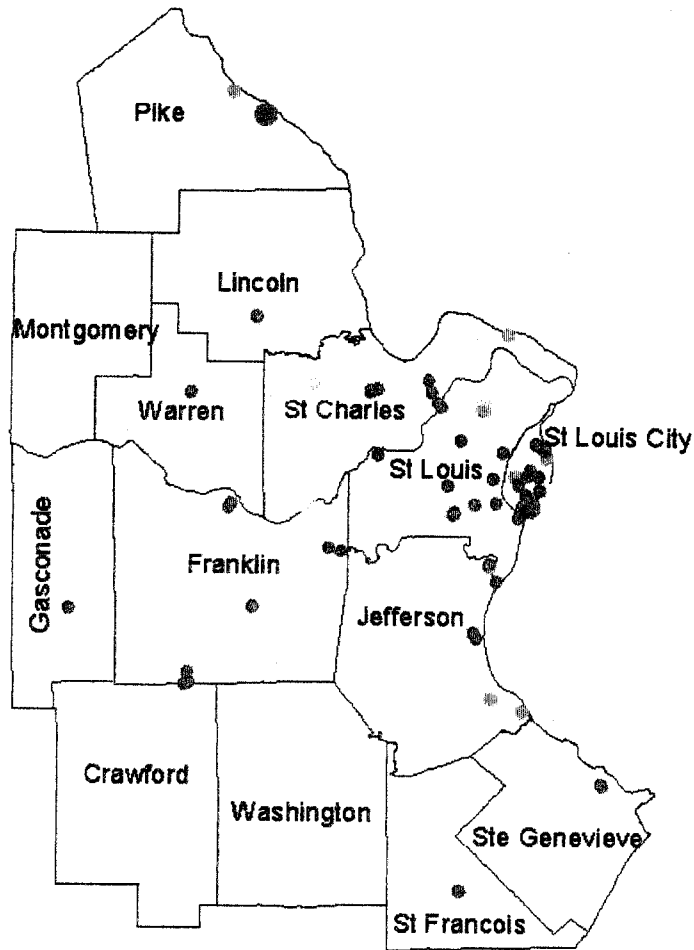 Pike
Lincoln
Montgomery
Warren
St Charles
St Louis City
St Louis
Gasconade
Franklin
Jefferson
Crawford
Washington
Ste Genevieve
St Francois